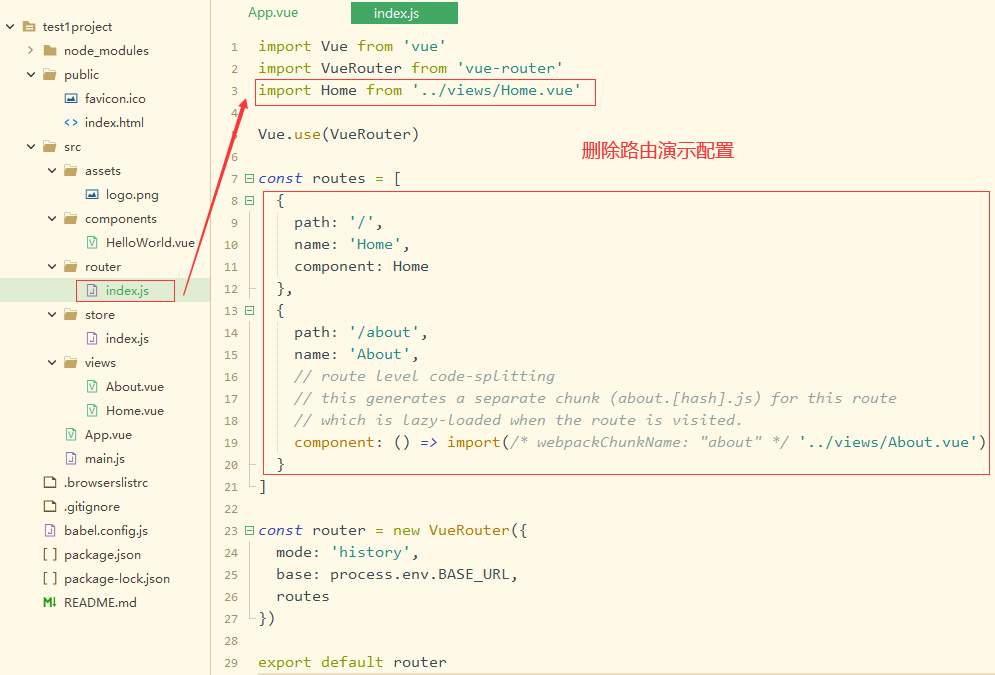 test1project
node_modules
public
favicon.ico
<> index.html
src
assets
logo.png
components
HelloWorld.vue
router
index.js
store
index.js
views
About.vue
Home.vue
App.vue
main.js
.browserslistrc
.gitignore
babel.config.js
[ ] package.json
[ ] package-lock.json
README.md
App.vue
index.js
1 import Vue from 'vue'
2 import VueRouter from 'vue-router'
3 import Home from '../views/Home.vue'
4
5 Vue.use(VueRouter)
6
删除路由演示配置
7 const routes = [
8 {
9 path: '/',
10 name: 'Home',
11 component: Home
12 },
13 {
14 path: '/about',
15 name: 'About',
16 // route level code-splitting
17 // this generates a separate chunk (about.[hash].js) for this route
18 // which is lazy-loaded when the route is visited.
19 component: () => import(/* webpackChunkName: "about" */ '../views/About.vue')
20 }
21 ]
22
23 const router = new VueRouter({
24 mode: 'history',
25 base: process.env.BASE_URL,
26 routes
27 })
28
29 export default router